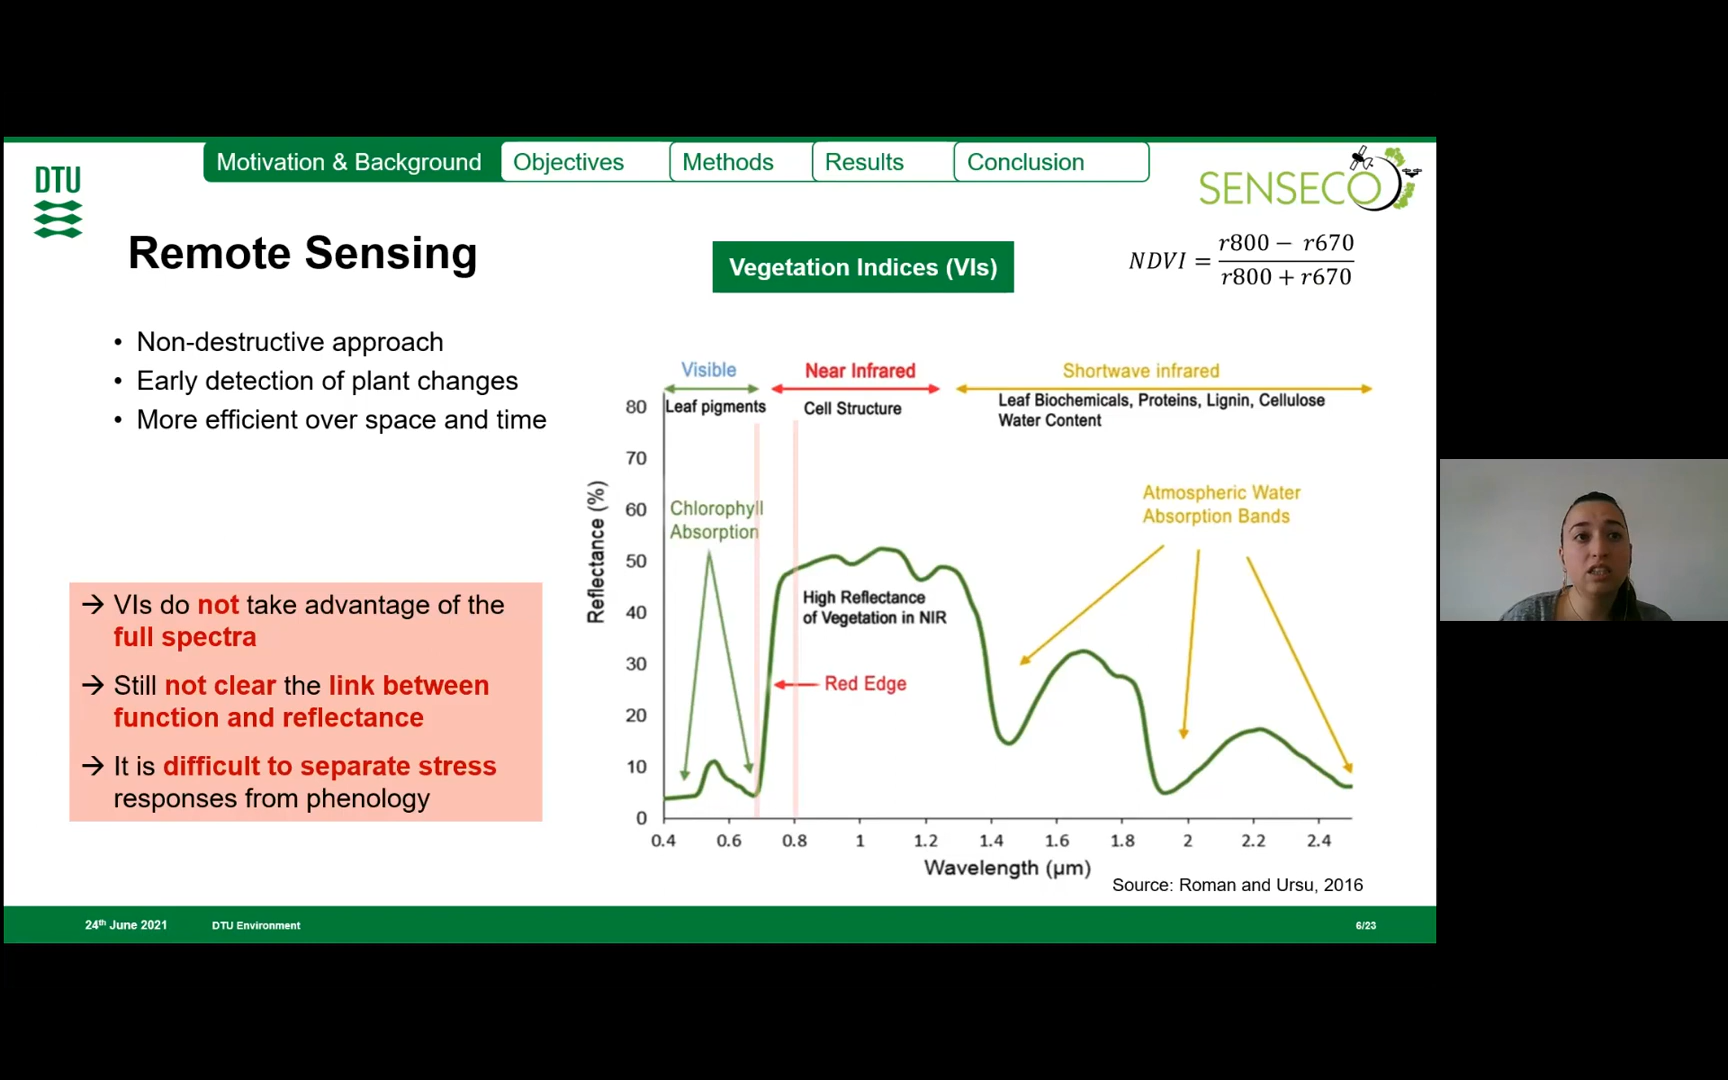 Motivation & Background
Objectives
Methods
Results
Conclusion
DTU
SENSECO
Remote Sensing
Vegetation Indices (VIs)
NDVI = r800 − r670
r800 + r670
• Non-destructive approach
• Early detection of plant changes
• More efficient over space and time
→ VIs do not take advantage of the
full spectra
→ Still not clear the link between
function and reflectance
→ It is difficult to separate stress
responses from phenology
Visible
Near Infrared
Shortwave infrared
Leaf pigments
Cell Structure
Leaf Biochemicals, Proteins, Lignin, Cellulose
Water Content
Chlorophyll
Absorption
Atmospheric Water
Absorption Bands
High Reflectance
of Vegetation in NIR
Red Edge
Reflectance (%)
80
70
60
50
40
30
20
10
0
0.4 0.6 0.8 1 1.2 1.4 1.6 1.8 2 2.2 2.4
Wavelength (μm)
Source: Roman and Ursu, 2016
24th June 2021
DTU Environment
6/23